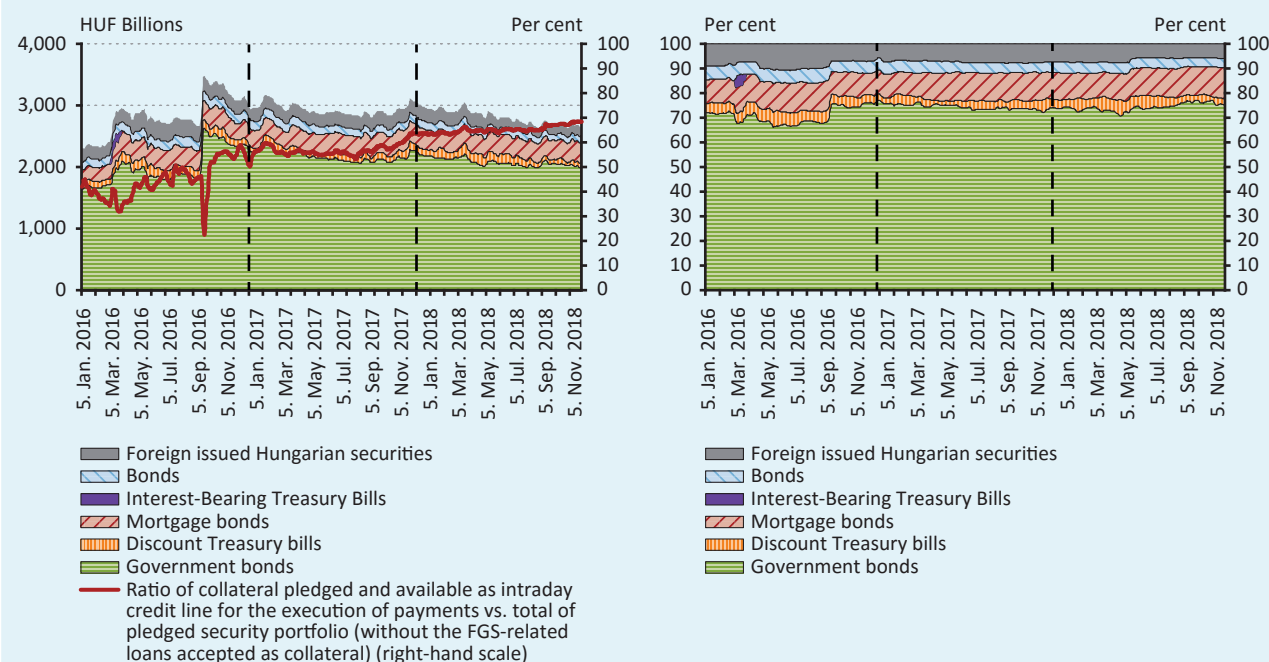 HUF Billions
Per cent
4,000
3,000
2,000
1,000
0
100
90
80
70
60
50
40
30
20
10
0
5. Jan. 2016
5. Mar. 2016
5. May. 2016
5. Jul. 2016
5. Sep. 2016
5. Nov. 2016
5. Jan. 2017
5. Mar. 2017
5. May. 2017
5. Jul. 2017
5. Sep. 2017
5. Nov. 2017
5. Jan. 2018
5. Mar. 2018
5. May. 2018
5. Jul. 2018
5. Sep. 2018
5. Nov. 2018
Foreign issued Hungarian securities
Bonds
Interest-Bearing Treasury Bills
Mortgage bonds
Discount Treasury bills
Government bonds
Ratio of collateral pledged and available as intraday
credit line for the execution of payments vs. total of
pledged security portfolio (without the FGS-related
loans accepted as collateral) (right-hand scale)
Per cent
Per cent
100
90
80
70
60
50
40
30
20
10
0
100
90
80
70
60
50
40
30
20
10
0
5. Jan. 2016
5. Mar. 2016
5. May. 2016
5. Jul. 2016
5. Sep. 2016
5. Nov. 2016
5. Jan. 2017
5. Mar. 2017
5. May. 2017
5. Jul. 2017
5. Sep. 2017
5. Nov. 2017
5. Jan. 2018
5. Mar. 2018
5. May. 2018
5. Jul. 2018
5. Sep. 2018
5. Nov. 2018
Foreign issued Hungarian securities
Bonds
Interest-Bearing Treasury Bills
Mortgage bonds
Discount Treasury bills
Government bonds